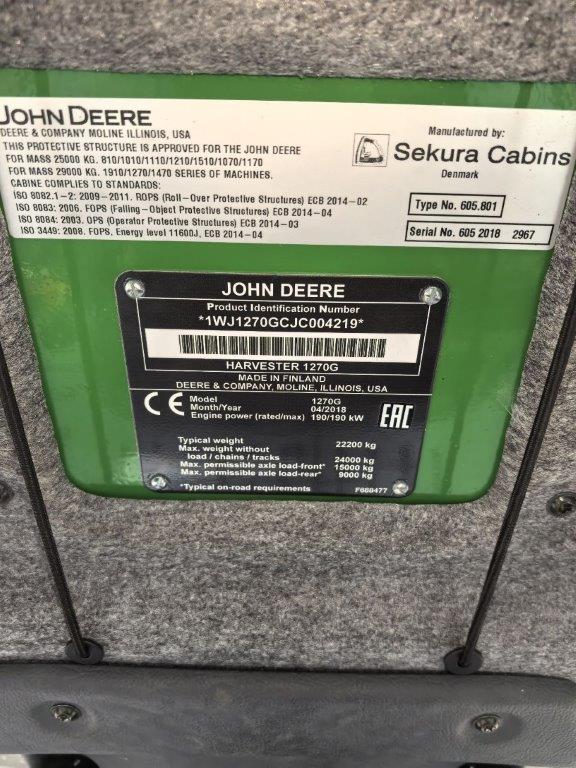 JOHN DEERE
DEERE & COMPANY MOLINE ILLINOIS, USA
THIS PROTECTIVE STRUCTURE IS APPROVED FOR THE JOHN DEERE
FOR MASS 25000 KG. 810/1010/1110/1210/1510/1070/1170
FOR MASS 29000 KG. 1910/1270/1470 SERIES OF MACHINES.
CABINE COMPLIES TO STANDARDS:
ISO 8082.1-2: 2009-2011. ROPS (Roll-Over Protective Structures) ECB 2014-02
ISO 8083: 2006. FOPS (Falling-Object Protective Structures) ECB 2014-04
ISO 8084: 2003. OPS (Operator Protective Structures) ECB 2014-03
ISO 3449: 2008. FOPS, Energy level 11600J, ECB 2014-04
Manufactured by:
Sekura Cabins
Denmark
Type No. 605.801
Serial No. 605 2018 2967
JOHN DEERE
Product Identification Number
*1WJ1270GCJC004219*
HARVESTER 1270G
MADE IN FINLAND
DEERE & COMPANY, MOLINE, ILLINOIS, USA
CE
Model 1270G
Month/Year 04/2018
Engine power (rated/max) 190/190 kW
EAC
Typical weight 22200 kg
Max. weight without
load / chains / tracks 24000 kg
Max. permissible axle load-front* 15000 kg
Max. permissible axle load-rear* 9000 kg
*Typical on-road requirements
F660477